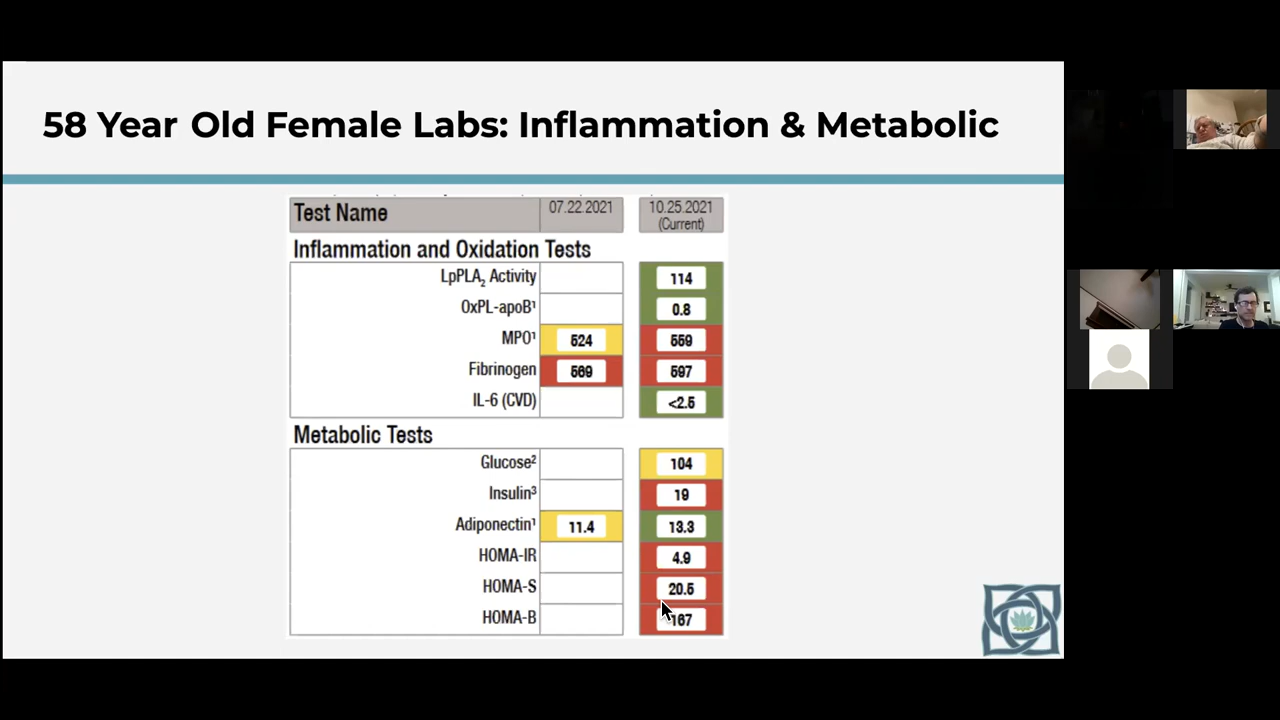 58 Year Old Female Labs: Inflammation & Metabolic
Test Name 07.22.2021 10.25.2021
(Current)
Inflammation and Oxidation Tests
LpPLA₂ Activity 114
OxPL-apoB¹ 0.8
MPO¹ 524 559
Fibrinogen 569 597
IL-6 (CVD) <2.5
Metabolic Tests
Glucose² 104
Insulin³ 19
Adiponectin¹ 11.4 13.3
HOMA-IR 4.9
HOMA-S 20.5
HOMA-B 167